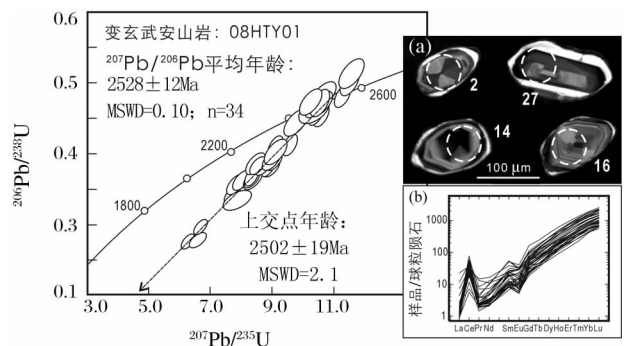 变玄武安山岩：08HTY01
²⁰⁷Pb/²⁰⁶Pb平均年龄：
2528±12Ma
MSWD=0.10；n=34
0.6
0.5
0.4
0.3
0.1
²⁰⁶Pb/²³⁸U
1800
2200
2600
上交点年龄：
2502±19Ma
MSWD=2.1
3.0 5.0 7.0 9.0 11.0
²⁰⁷Pb/²³⁵U
(a)
2
27
14
16
100 μm
(b)
样品/球粒陨石
1000
100
10
1
LaCePrNd SmEuGdTb DyHoErTmYbLu